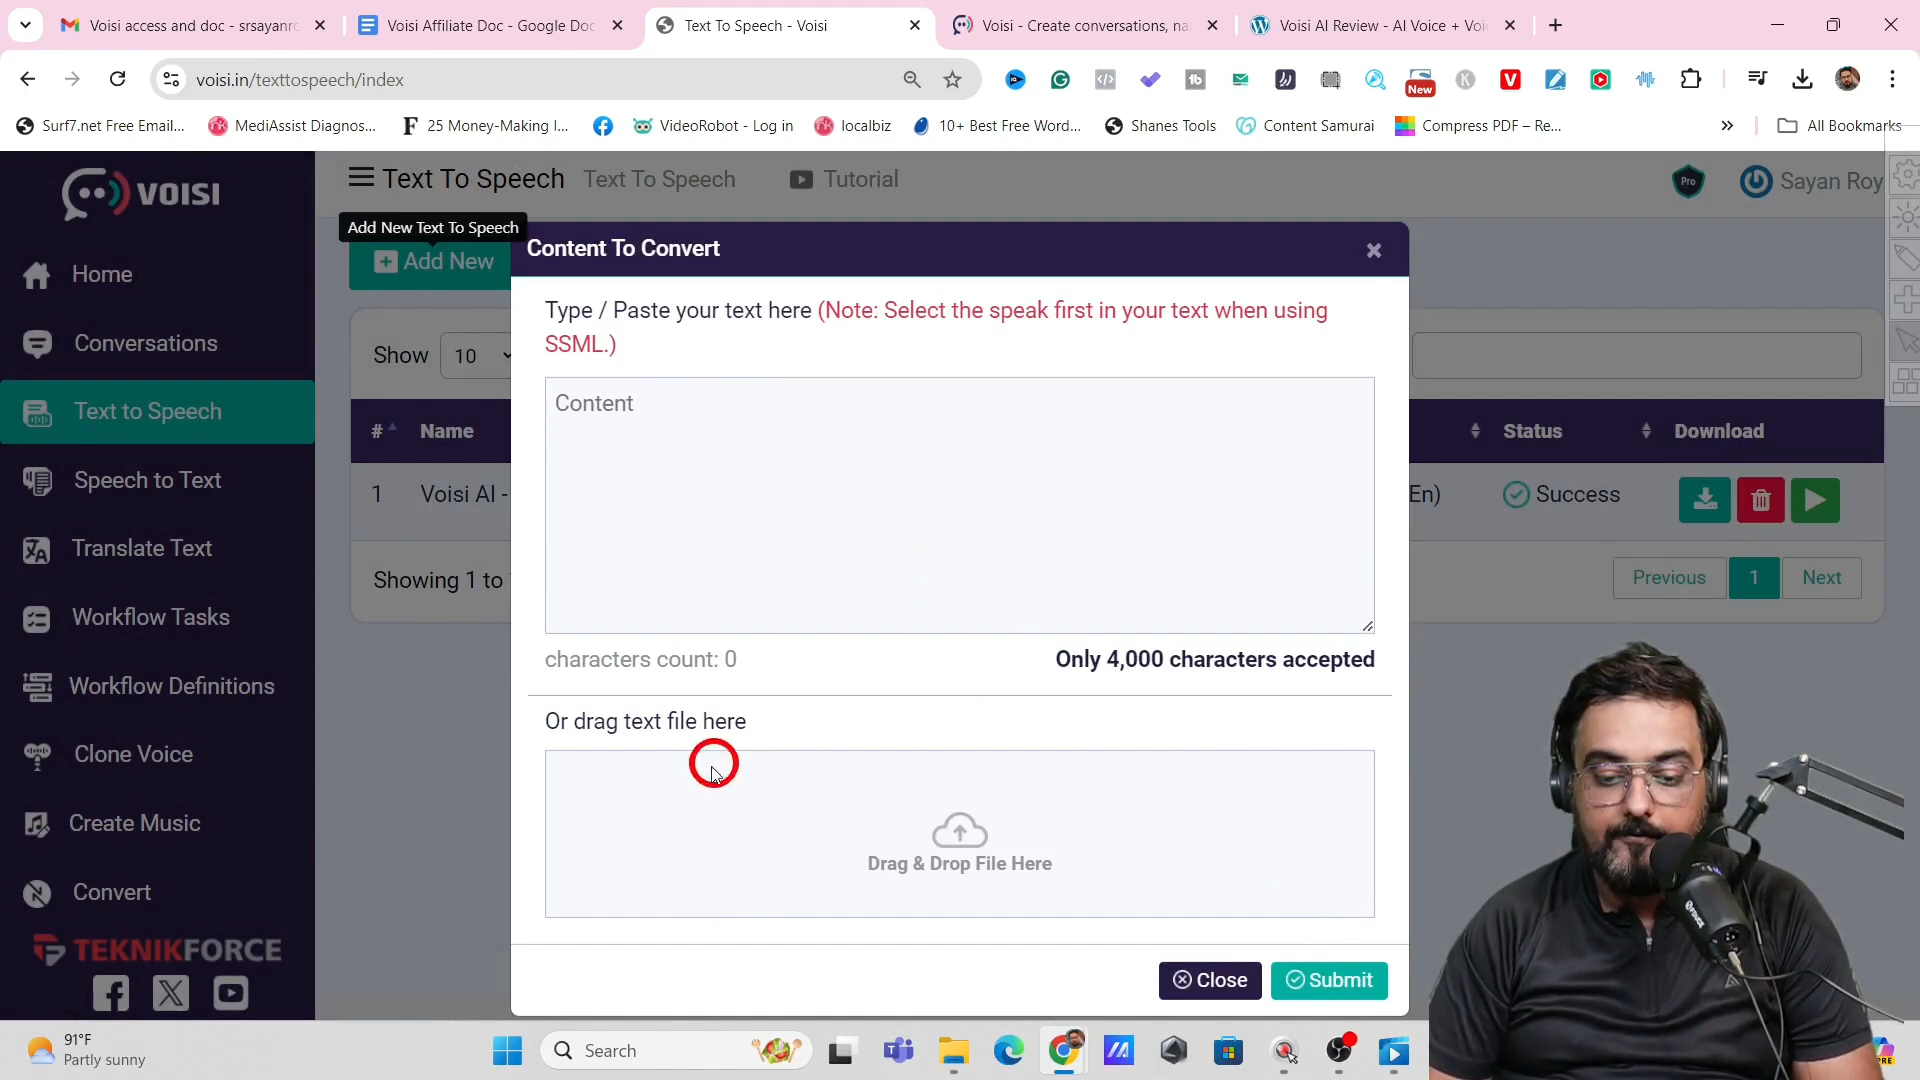 Voisi access and doc - srsayanro
Voisi Affiliate Doc - Google Doc
Text To Speech - Voisi
Voisi - Create conversations, na
Voisi AI Review - AI Voice + Voi
voisi.in/texttospeech/index
New
Surf7.net Free Email...
MediAssist Diagnos...
25 Money-Making I...
VideoRobot - Log in
localbiz
10+ Best Free Word...
Shanes Tools
Content Samurai
Compress PDF – Re...
All Bookmarks
VOISI
Text To Speech
Text To Speech
Tutorial
Pro
Sayan Roy
Add New Text To Speech
Add New
Content To Convert
Type / Paste your text here (Note: Select the speak first in your text when using
SSML.)
Content
characters count: 0
Only 4,000 characters accepted
Or drag text file here
Drag & Drop File Here
Close
Submit
Home
Conversations
Text to Speech
Speech to Text
Translate Text
Workflow Tasks
Workflow Definitions
Clone Voice
Create Music
Convert
TEKNIKFORCE
Show
10
#
Name
Status
Download
1
Voisi AI -
En)
Success
Showing 1 to
Previous
1
Next
91°F
Partly sunny
Search